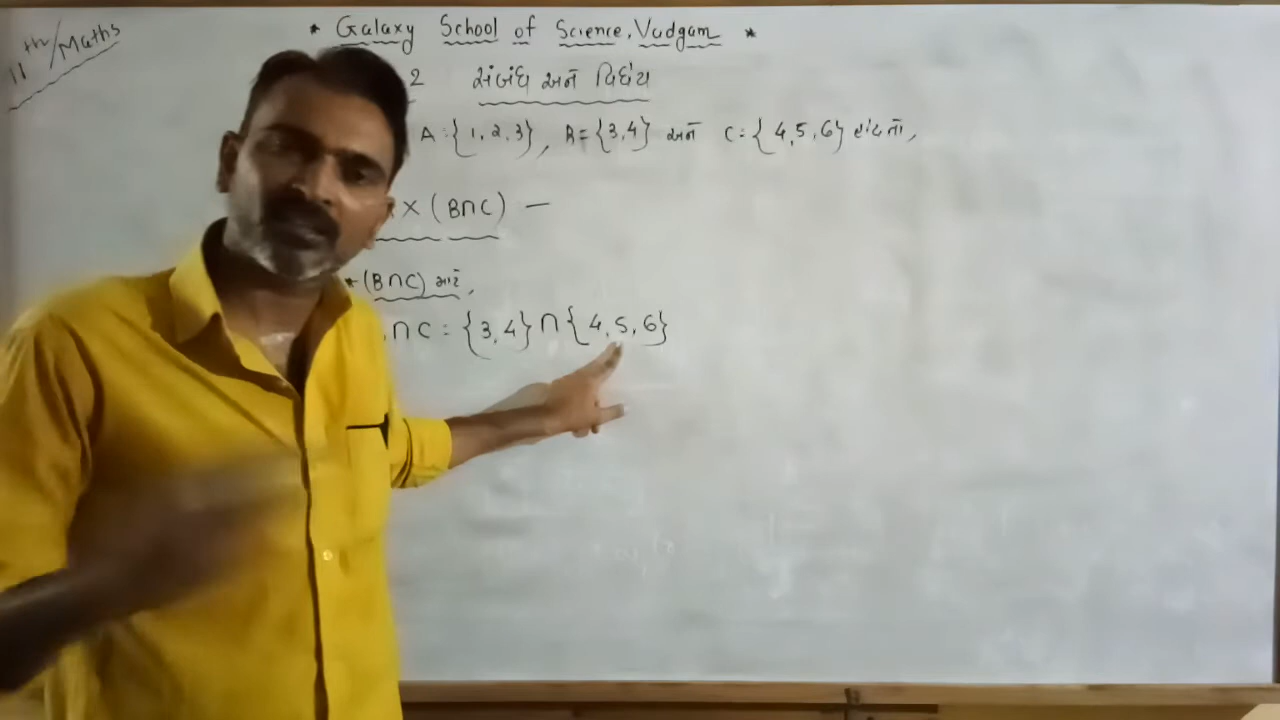 11th/Maths
* Galaxy School of Science, Vadgam *
2 સંબંધ અને વિધેય
A = {1, 2, 3}, B = {3, 4} અને C = {4, 5, 6} હોય તો,
× (B∩C) —
* (B∩C) માટે,
∩ C = {3, 4} ∩ {4, 5, 6}